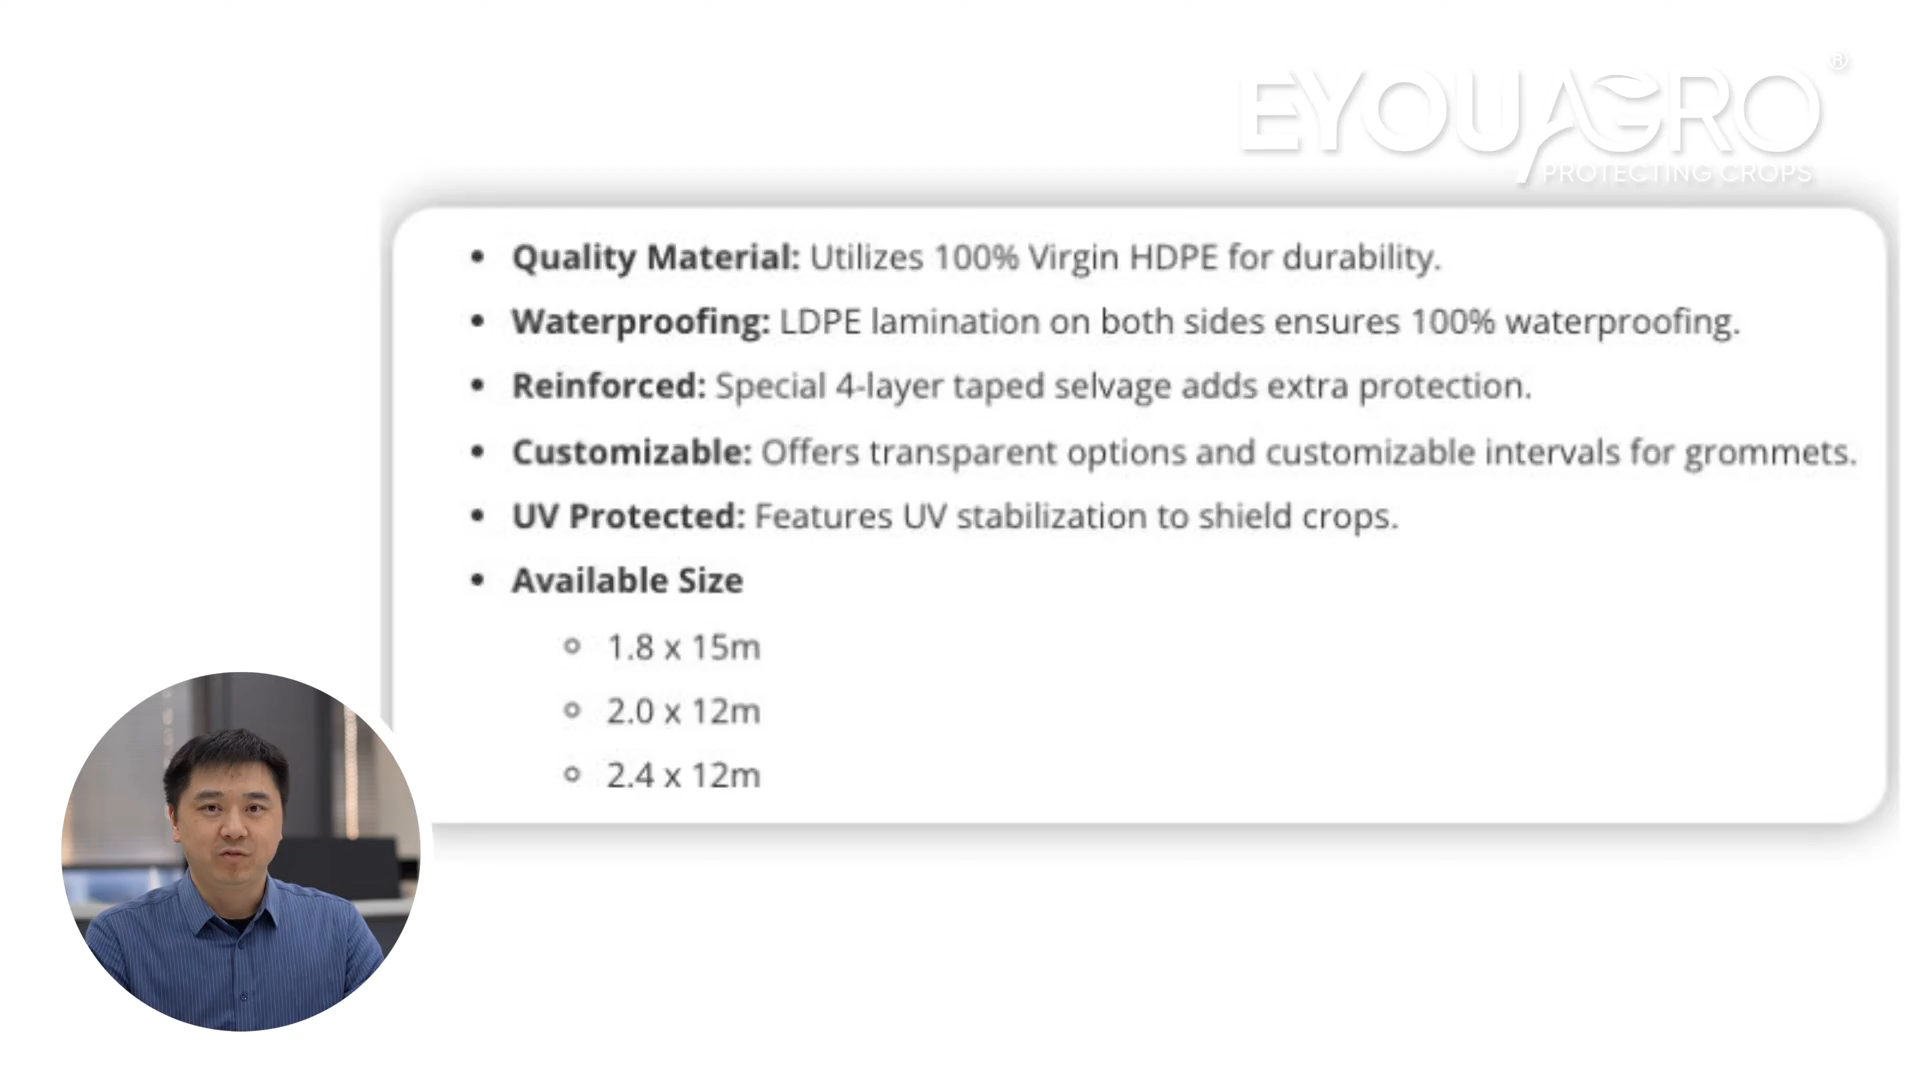 EYOUAGRO®
PROTECTING CROPS
• Quality Material: Utilizes 100% Virgin HDPE for durability.
• Waterproofing: LDPE lamination on both sides ensures 100% waterproofing.
• Reinforced: Special 4-layer taped selvage adds extra protection.
• Customizable: Offers transparent options and customizable intervals for grommets.
• UV Protected: Features UV stabilization to shield crops.
• Available Size
○ 1.8 x 15m
○ 2.0 x 12m
○ 2.4 x 12m